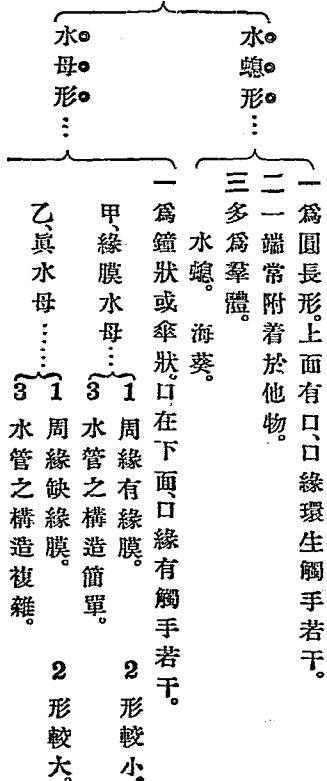 水螅形…
一爲圓長形。上面有口、口緣環生觸手若干。
二一端常附着於他物。
三多爲羣體。
水螅。海葵。
水母形…
一爲鐘狀或傘狀。口在下面、口緣有觸手若干。
甲、緣膜水母…
1周緣有緣膜。 2形較小。
3水管之構造簡單。
乙、眞水母……
1周緣缺緣膜。 2形較大。
3水管之構造複雜。